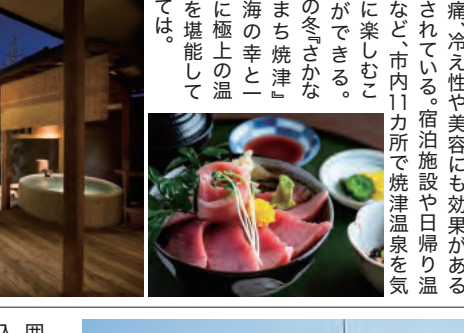 痛、冷え性や美容にも効果がある
されている。宿泊施設や日帰り温
など、市内11カ所で焼津温泉を気
に楽しむこ
ができる。
の冬『さかな
まち焼津』
海の幸と一
に極上の温
を堪能して
ては。
囲